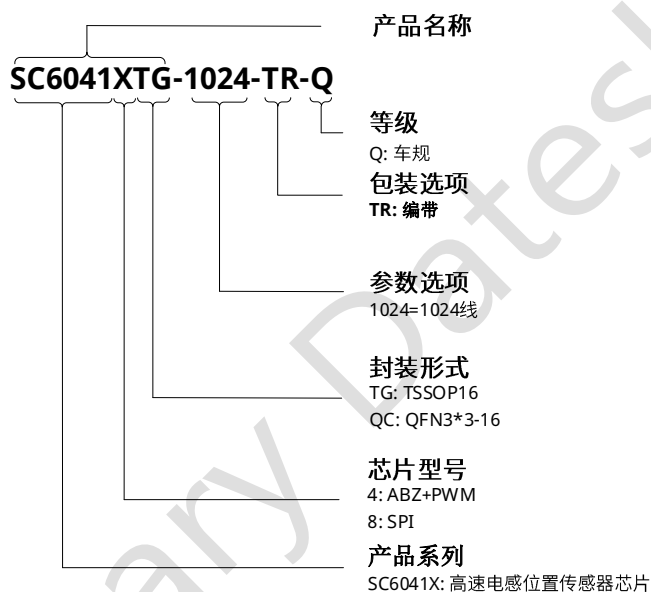 产品名称
SC6041XTG-1024-TR-Q
等级
Q: 车规
包装选项
TR: 编带
参数选项
1024=1024线
封装形式
TG: TSSOP16
QC: QFN3*3-16
芯片型号
4: ABZ+PWM
8: SPI
产品系列
SC6041X: 高速电感位置传感器芯片